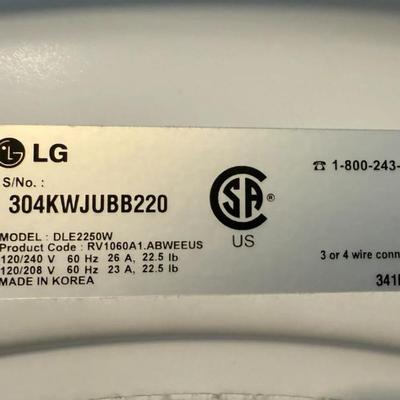 LG
S/No. :
304KWJUBB220
MODEL : DLE2250W
Product Code : RV1060A1.ABWEEUS
120/240 V 60 Hz 26 A, 22.5 lb
120/208 V 60 Hz 23 A, 22.5 lb
MADE IN KOREA
CSA ®
US
☎ 1-800-243-
3 or 4 wire conn